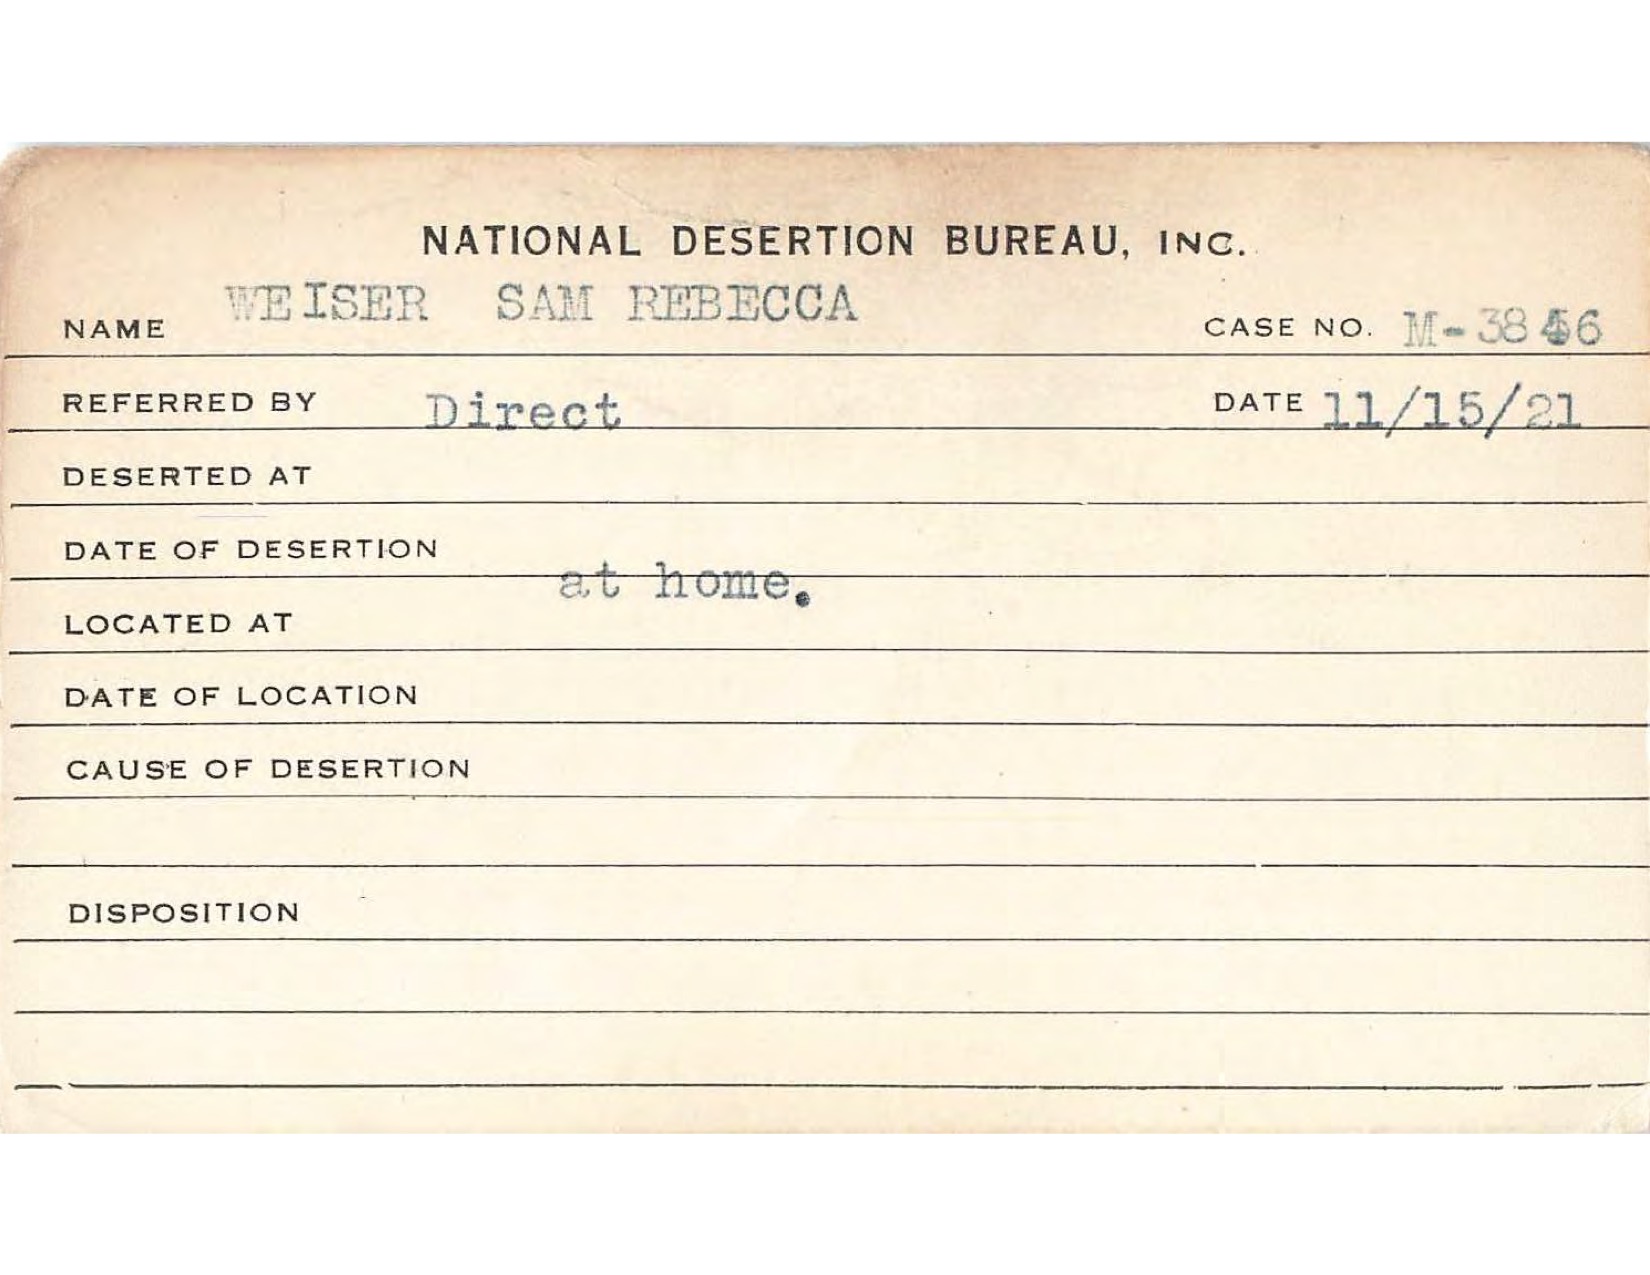 NATIONAL DESERTION BUREAU, INC.
NAME WEISER SAM REBECCA CASE NO.
REFERRED BY Direct DATE 11/15/21
DESERTED AT
DATE OF DESERTION
at home.
LOCATED AT
DATE OF LOCATION
CAUSE OF DESERTION
DISPOSITION